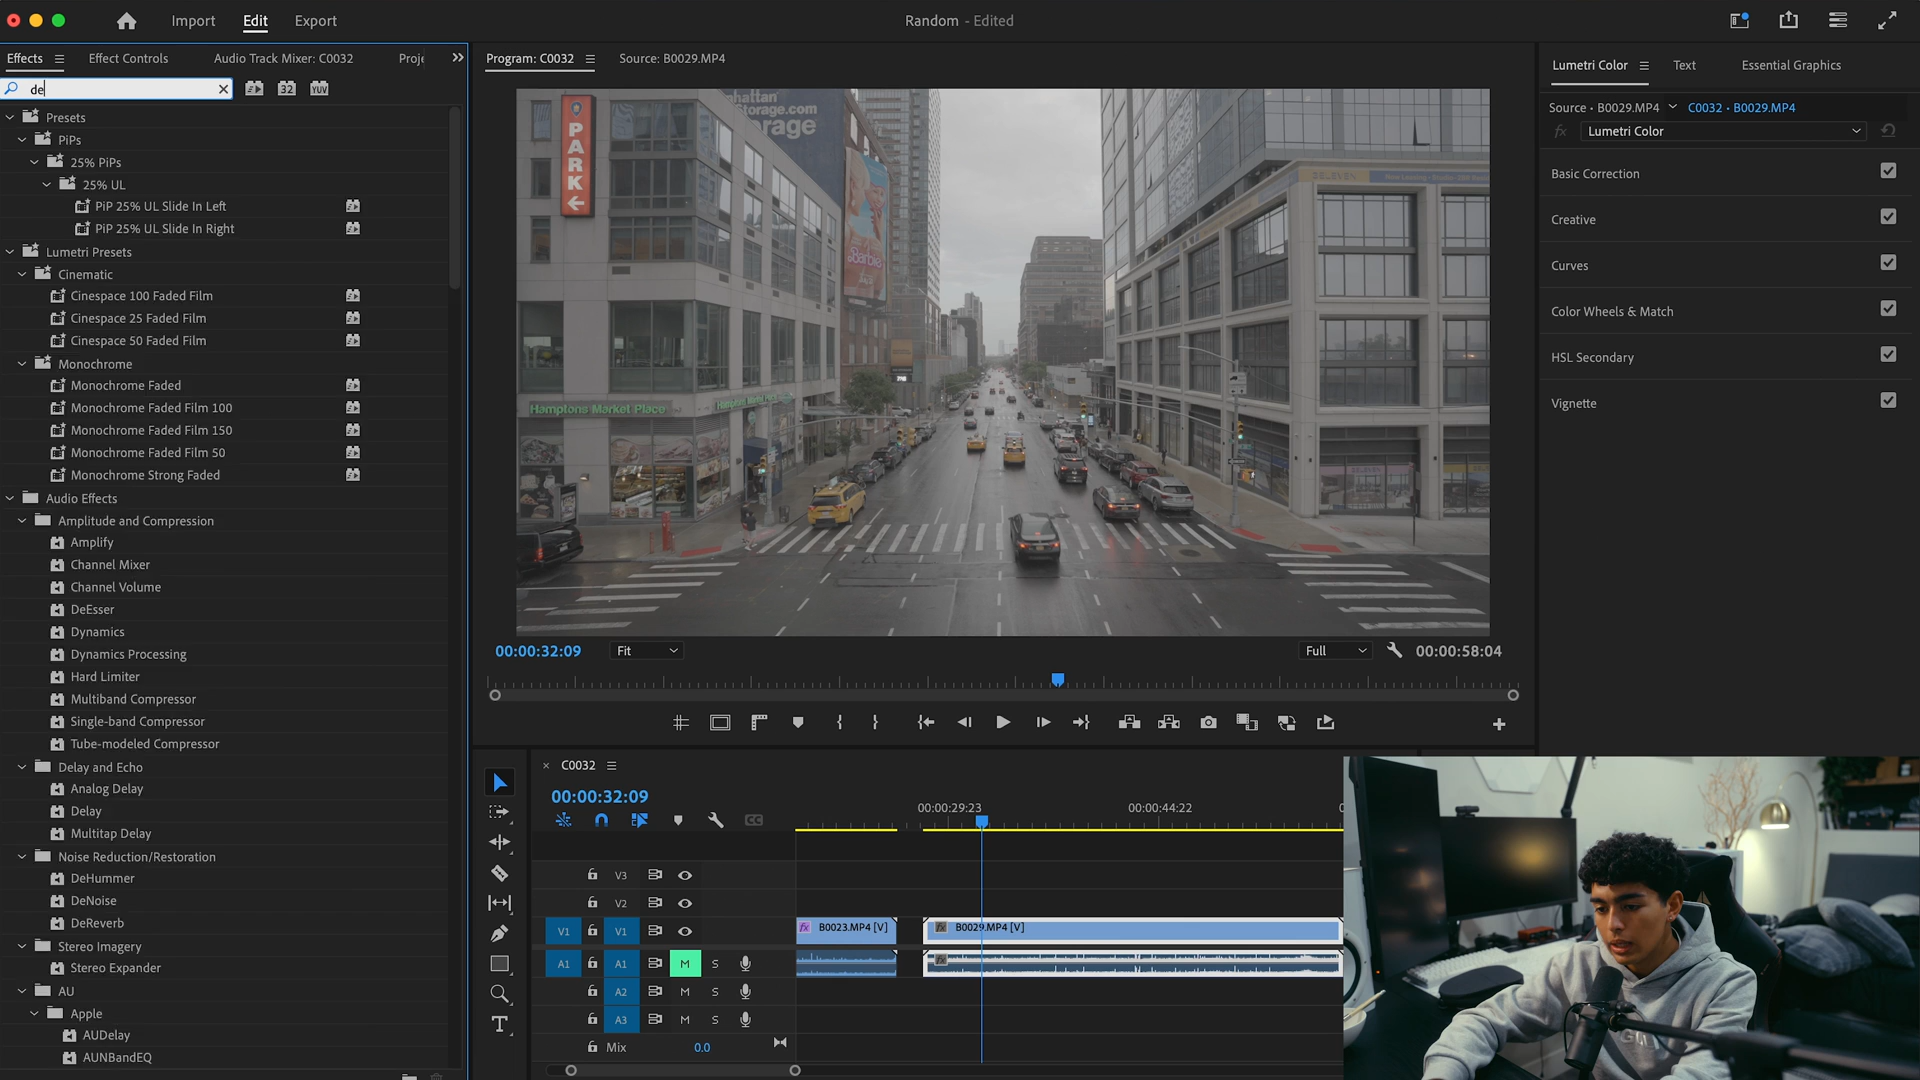 Import
Edit
Export
Random - Edited
Effects
Effect Controls
Audio Track Mixer: C0032
Proje
de
32
YUV
Presets
PiPs
25% PiPs
25% UL
PiP 25% UL Slide In Left
PiP 25% UL Slide In Right
Lumetri Presets
Cinematic
Cinespace 100 Faded Film
Cinespace 25 Faded Film
Cinespace 50 Faded Film
Monochrome
Monochrome Faded
Monochrome Faded Film 100
Monochrome Faded Film 150
Monochrome Faded Film 50
Monochrome Strong Faded
Audio Effects
Amplitude and Compression
Amplify
Channel Mixer
Channel Volume
DeEsser
Dynamics
Dynamics Processing
Hard Limiter
Multiband Compressor
Single-band Compressor
Tube-modeled Compressor
Delay and Echo
Analog Delay
Delay
Multitap Delay
Noise Reduction/Restoration
DeHummer
DeNoise
DeReverb
Stereo Imagery
Stereo Expander
AU
Apple
AUDelay
AUNBandEQ
Program: C0032
Source: B0029.MP4
PARK
Storage.com
Barbie
Hamptons Market Place
00:00:32:09
Fit
Full
00:00:58:04
C0032
00:00:32:09
CC
00:00:29:23
00:00:44:22
V3
V2
V1
V1
fx
B0023.MP4 [V]
fx
B0029.MP4 [V]
A1
A1
M
S
fx
A2
M
S
A3
M
S
Mix
0.0
Lumetri Color
Text
Essential Graphics
Source • B0029.MP4
C0032 • B0029.MP4
fx
Lumetri Color
Basic Correction
Creative
Curves
Color Wheels & Match
HSL Secondary
Vignette